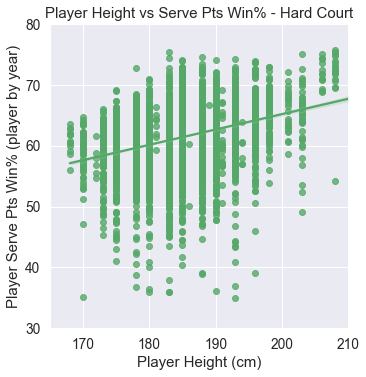 Player Height vs Serve Pts Win% - Hard Court
80
70
60
50
40
30
Player Serve Pts Win% (player by year)
170 180 190 200 210
Player Height (cm)